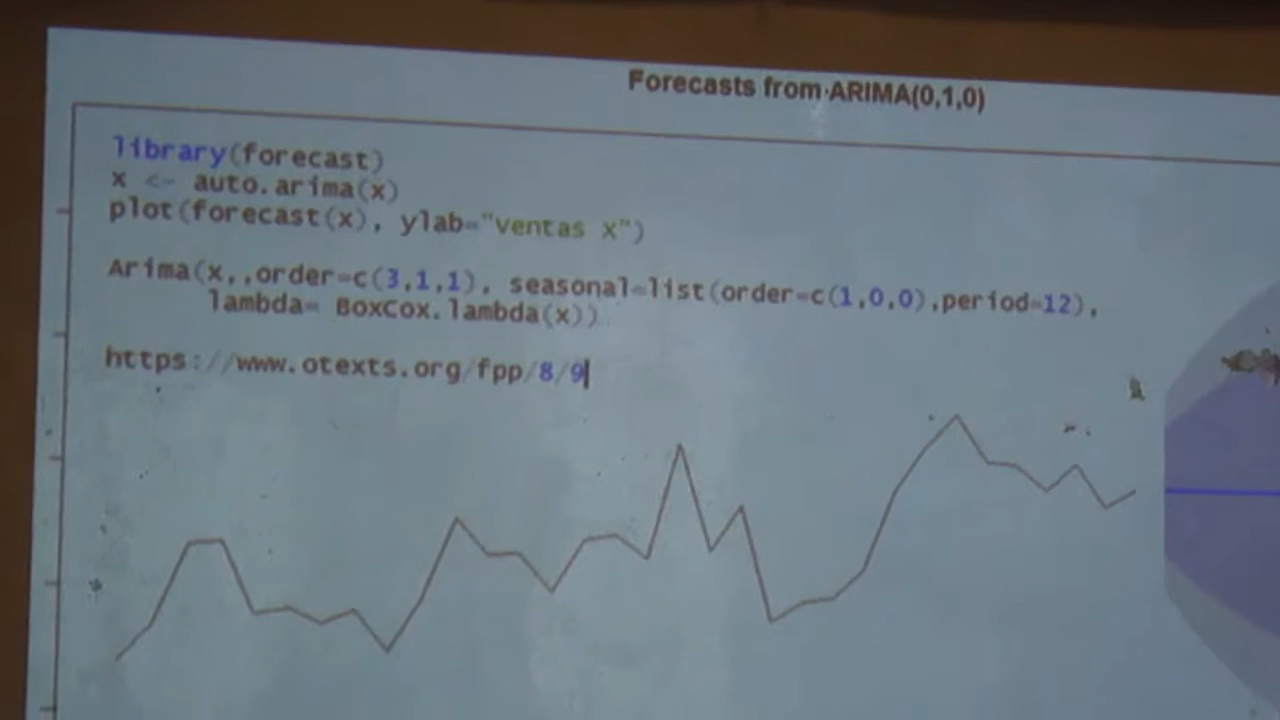 Forecasts from ARIMA(0,1,0)
library(forecast)
x <- auto.arima(x)
plot(forecast(x), ylab="ventas x")
Arima(x,,order=c(3,1,1), seasonal=list(order=c(1,0,0),period=12),
lambda= BoxCox.lambda(x))
https://www.otexts.org/fpp/8/9